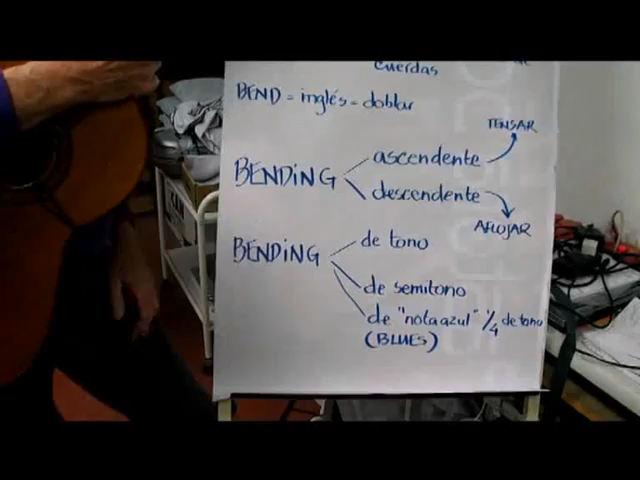 cuerdas
BEND = inglés = doblar
TENSAR
BENDiNG ascendente
descendente
AFLOJAR
BENDiNG de tono
de semitono
de "nota azul" 1/4 de tono
(BLUES)